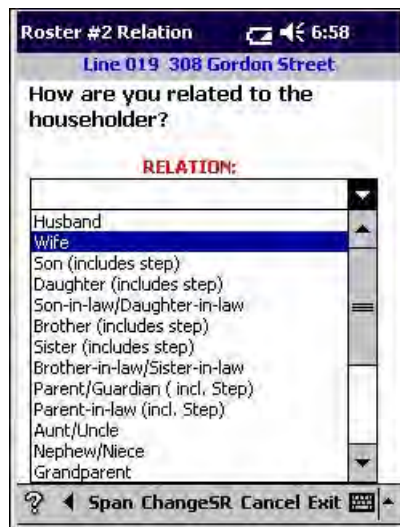 Roster #2 Relation 6:58
Line 019 308 Gordon Street
How are you related to the
householder?
RELATION:
Husband
Wife
Son (includes step)
Daughter (includes step)
Son-in-law/Daughter-in-law
Brother (includes step)
Sister (includes step)
Brother-in-law/Sister-in-law
Parent/Guardian ( incl. Step)
Parent-in-law (incl. Step)
Aunt/Uncle
Nephew/Niece
Grandparent
? Span ChangeSR Cancel Exit